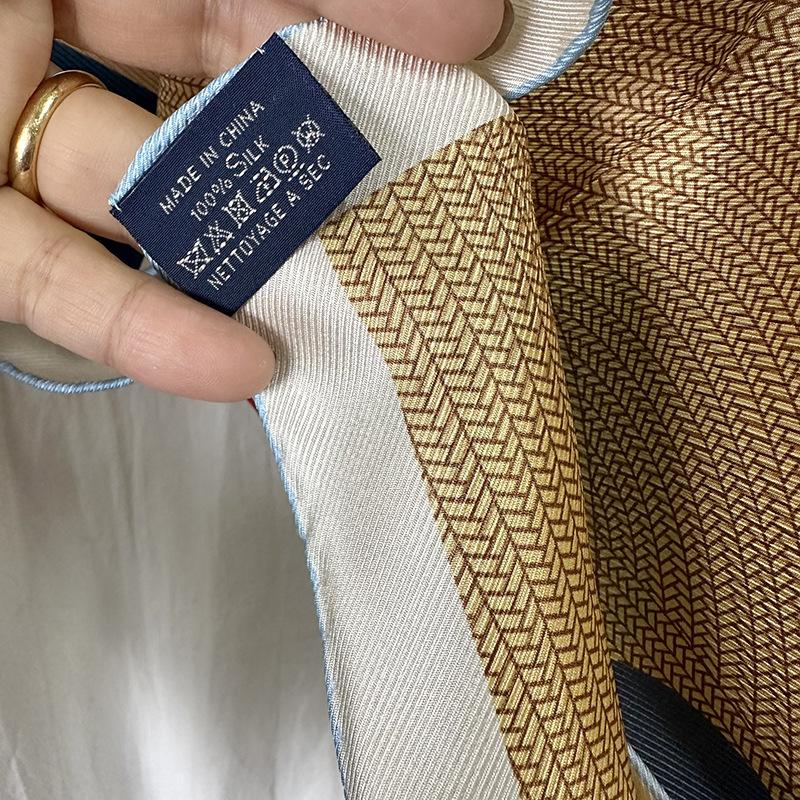 MADE IN CHINA
100% SILK
P
NETTOYAGE A SEC